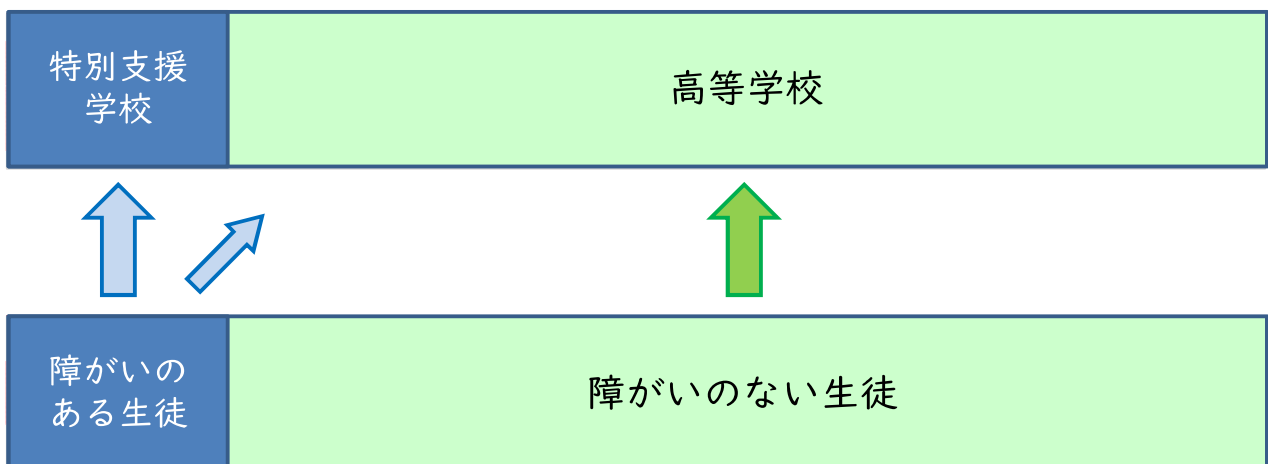 特別支援
学校
高等学校
障がいの
ある生徒
障がいのない生徒